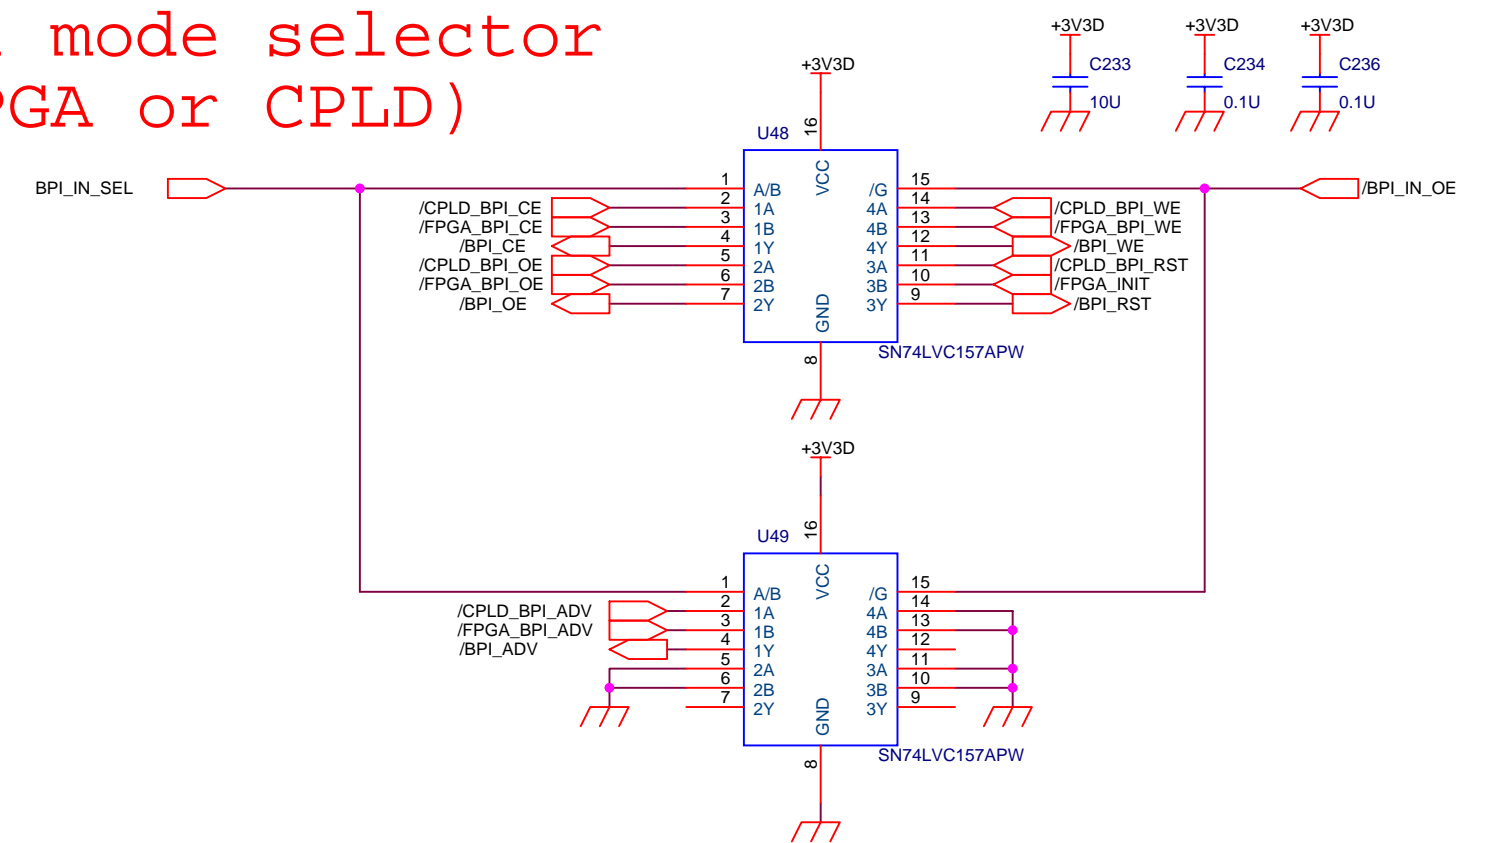 mode selector
or CPLD)
+3V3D
+3V3D
+3V3D
C233
C234
C236
10U
0.1U
0.1U
+3V3D
16
U48
VCC
BPI_IN_SEL
1
A/B
/G
15
/BPI_IN_OE
/CPLD_BPI_CE
2
1A
4A
14
/CPLD_BPI_WE
/FPGA_BPI_CE
3
1B
4B
13
/FPGA_BPI_WE
/BPI_CE
4
1Y
4Y
12
/BPI_WE
/CPLD_BPI_OE
5
2A
3A
11
/CPLD_BPI_RST
/FPGA_BPI_OE
6
2B
3B
10
/FPGA_INIT
/BPI_OE
7
2Y
3Y
9
/BPI_RST
GND
SN74LVC157APW
8
+3V3D
16
U49
VCC
1
A/B
/G
15
/CPLD_BPI_ADV
2
1A
4A
14
/FPGA_BPI_ADV
3
1B
4B
13
/BPI_ADV
4
1Y
4Y
12
5
2A
3A
11
6
2B
3B
10
7
2Y
3Y
9
GND
SN74LVC157APW
8